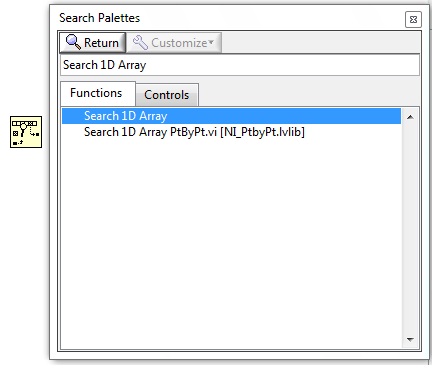 Search Palettes
Return Customize
Search 1D Array
Functions Controls
Search 1D Array
Search 1D Array PtByPt.vi [NI_PtbyPt.lvlib]